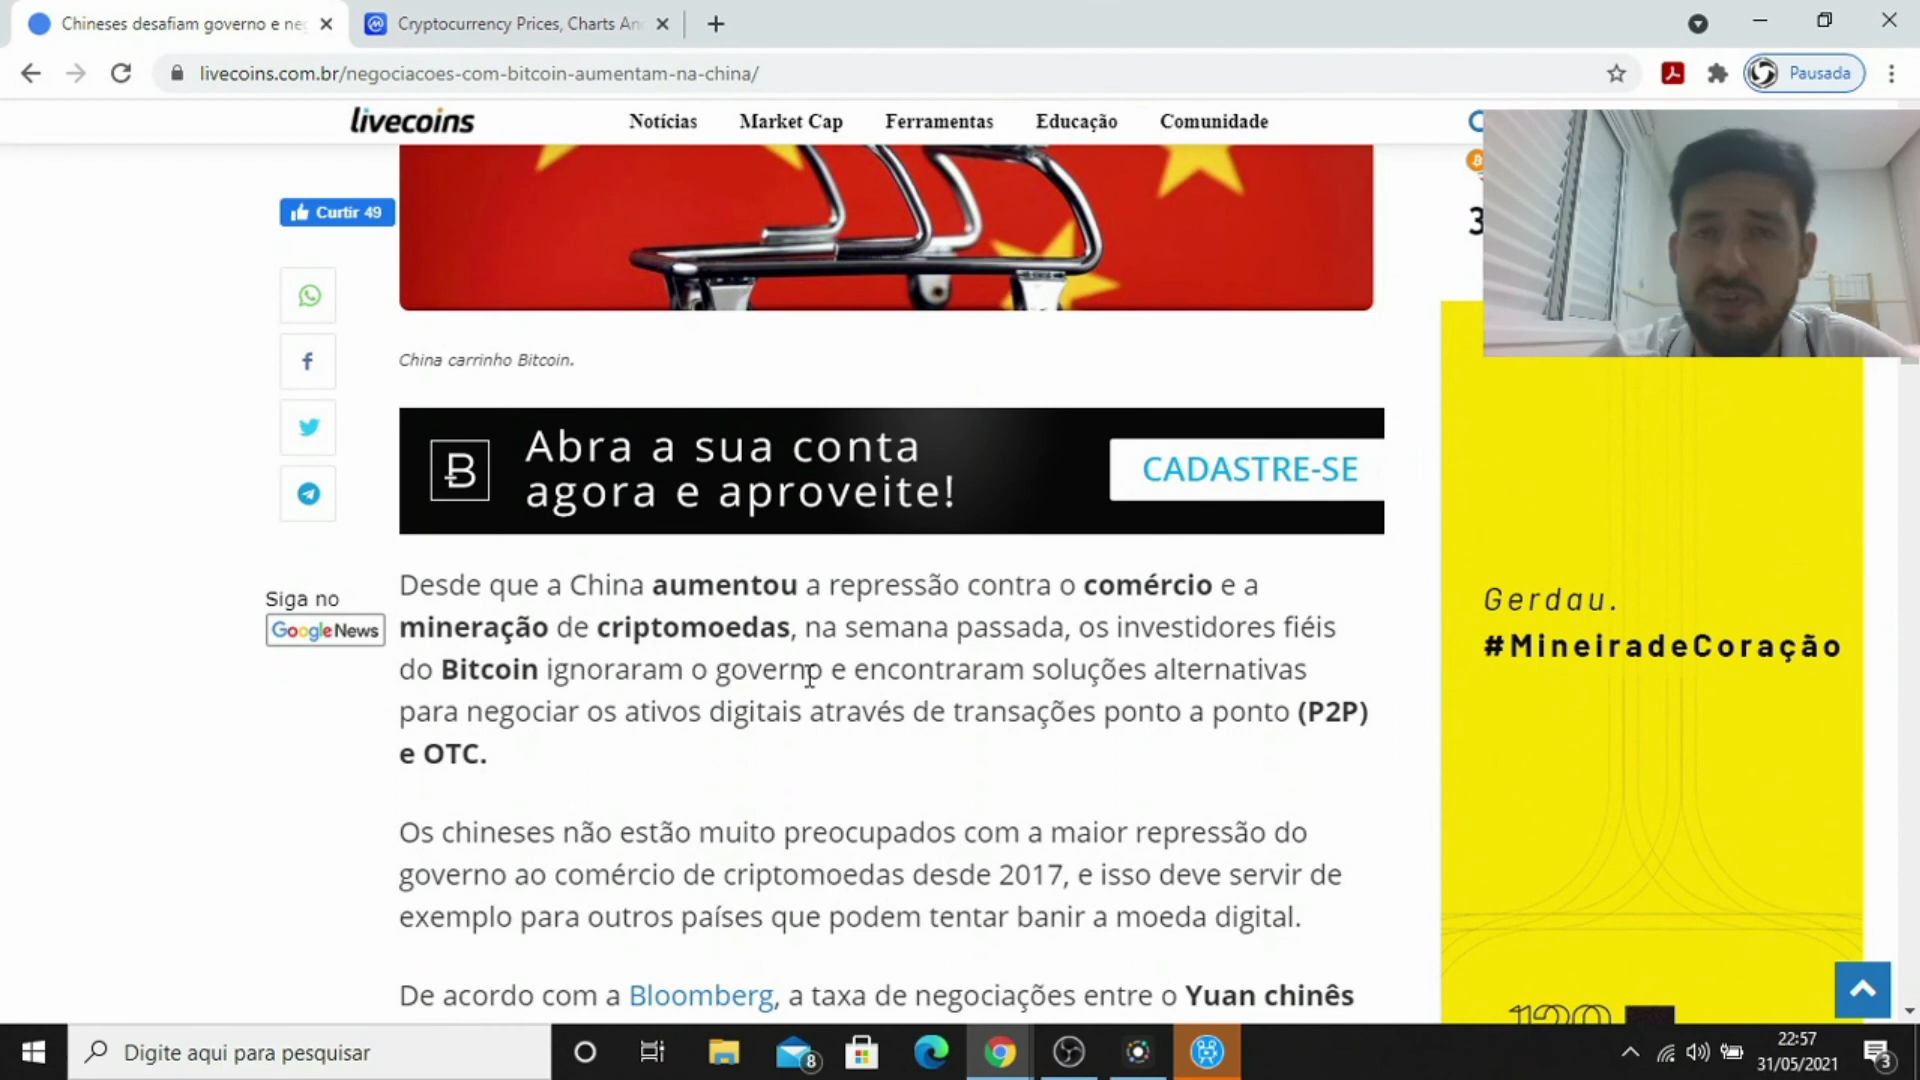 Chineses desafiam governo e neg
Cryptocurrency Prices, Charts An
livecoins.com.br/negociacoes-com-bitcoin-aumentam-na-china/
Pausada
livecoins
Notícias
Market Cap
Ferramentas
Educação
Comunidade
3
Curtir 49
China carrinho Bitcoin.
Abra a sua conta
agora e aproveite!
CADASTRE-SE
Siga no
Google News
Desde que a China aumentou a repressão contra o comércio e a
mineração de criptomoedas, na semana passada, os investidores fiéis
do Bitcoin ignoraram o governo e encontraram soluções alternativas
para negociar os ativos digitais através de transações ponto a ponto (P2P)
e OTC.
Os chineses não estão muito preocupados com a maior repressão do
governo ao comércio de criptomoedas desde 2017, e isso deve servir de
exemplo para outros países que podem tentar banir a moeda digital.
De acordo com a Bloomberg, a taxa de negociações entre o Yuan chinês
Gerdau.
#MineiradeCoração
120
Digite aqui para pesquisar
8
22:57
31/05/2021
3